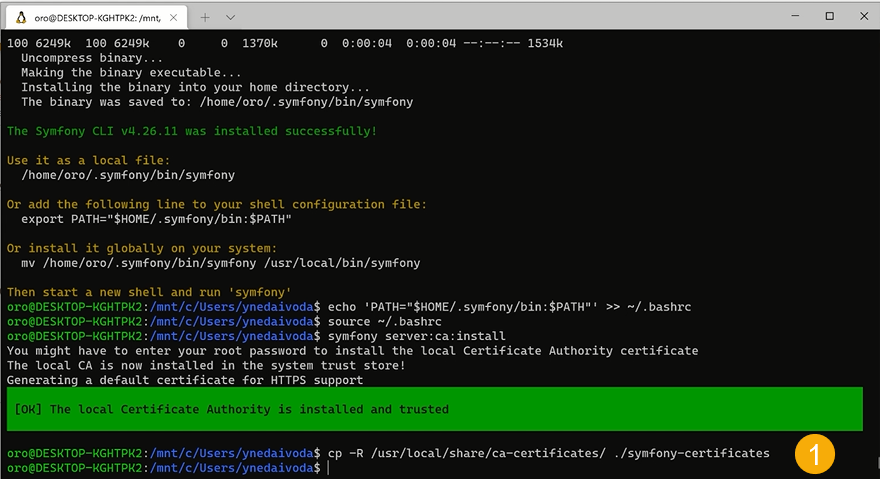 oro@DESKTOP-KGHTPK2: /mnt,
100 6249k  100 6249k    0     0  1370k      0  0:00:04  0:00:04 --:--:-- 1534k
  Uncompress binary...
  Making the binary executable...
  Installing the binary into your home directory...
  The binary was saved to: /home/oro/.symfony/bin/symfony
The Symfony CLI v4.26.11 was installed successfully!
Use it as a local file:
  /home/oro/.symfony/bin/symfony
Or add the following line to your shell configuration file:
  export PATH="$HOME/.symfony/bin:$PATH"
Or install it globally on your system:
  mv /home/oro/.symfony/bin/symfony /usr/local/bin/symfony
Then start a new shell and run 'symfony'
oro@DESKTOP-KGHTPK2:/mnt/c/Users/ynedaivoda$ echo 'PATH="$HOME/.symfony/bin:$PATH"' >> ~/.bashrc
oro@DESKTOP-KGHTPK2:/mnt/c/Users/ynedaivoda$ source ~/.bashrc
oro@DESKTOP-KGHTPK2:/mnt/c/Users/ynedaivoda$ symfony server:ca:install
You might have to enter your root password to install the local Certificate Authority certificate
The local CA is now installed in the system trust store!
Generating a default certificate for HTTPS support
[OK] The local Certificate Authority is installed and trusted
oro@DESKTOP-KGHTPK2:/mnt/c/Users/ynedaivoda$ cp -R /usr/local/share/ca-certificates/ ./symfony-certificates
oro@DESKTOP-KGHTPK2:/mnt/c/Users/ynedaivoda$
1